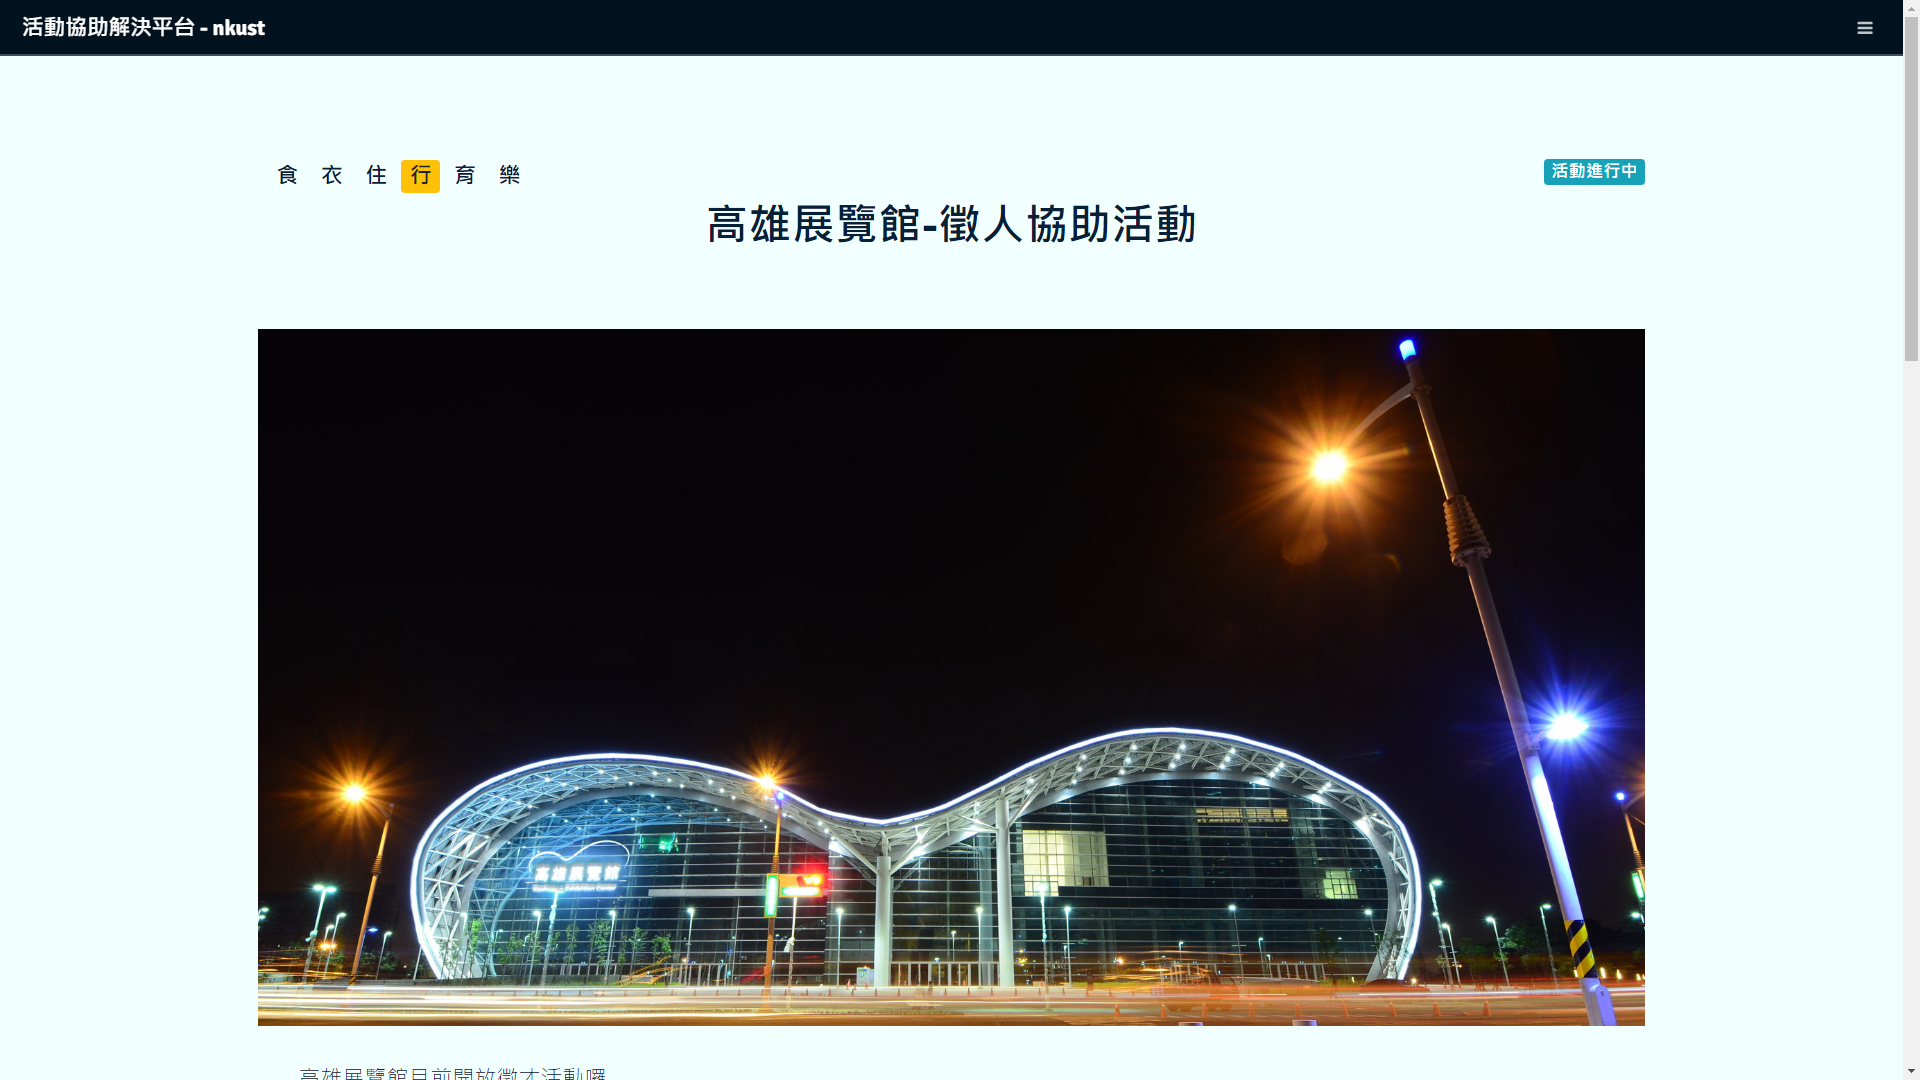 活動協助解決平台 - nkust
食 衣 住 行 育 樂
活動進行中
高雄展覽館-徵人協助活動
高雄展覽館
高雄展覽館目前開放徵才活動囉